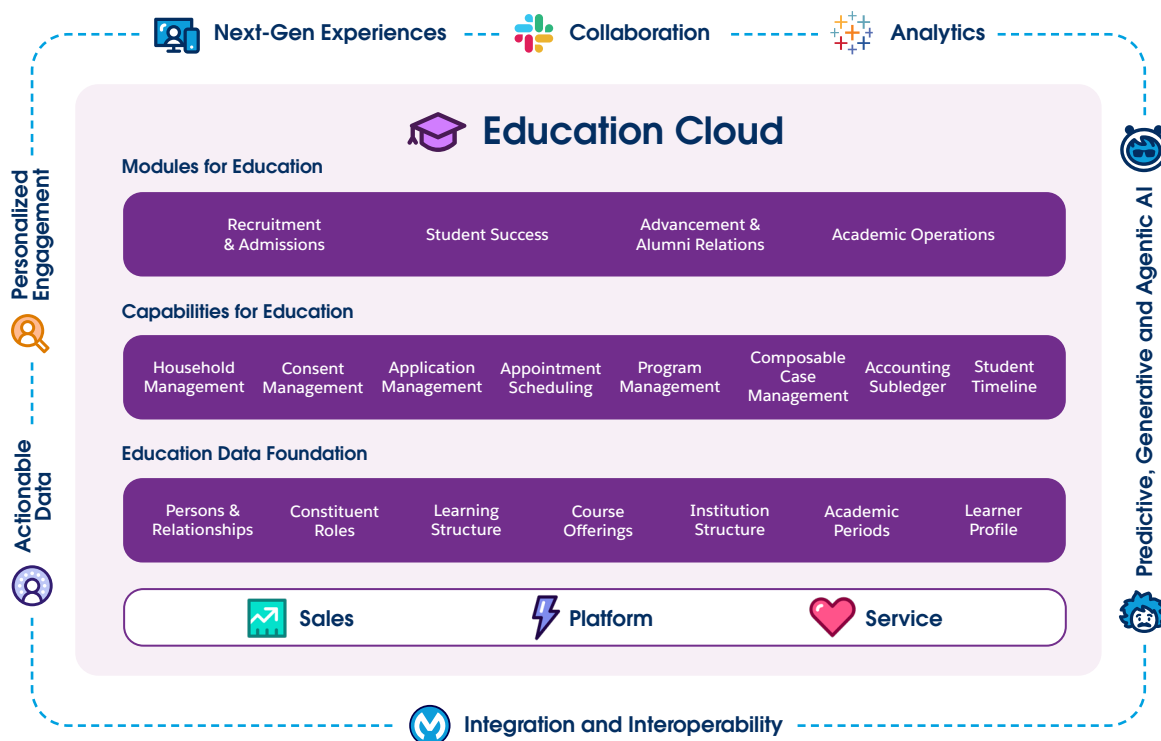 Next-Gen Experiences
Collaboration
Analytics
Education Cloud
Modules for Education
Recruitment
& Admissions
Student Success
Advancement &
Alumni Relations
Academic Operations
Capabilities for Education
Household
Management
Consent
Management
Application
Management
Appointment
Scheduling
Program
Management
Composable
Case
Management
Accounting
Subledger
Student
Timeline
Education Data Foundation
Persons &
Relationships
Constituent
Roles
Learning
Structure
Course
Offerings
Institution
Structure
Academic
Periods
Learner
Profile
Sales
Platform
Service
Personalized
Engagement
Actionable
Data
Predictive, Generative and Agentic AI
Integration and Interoperability